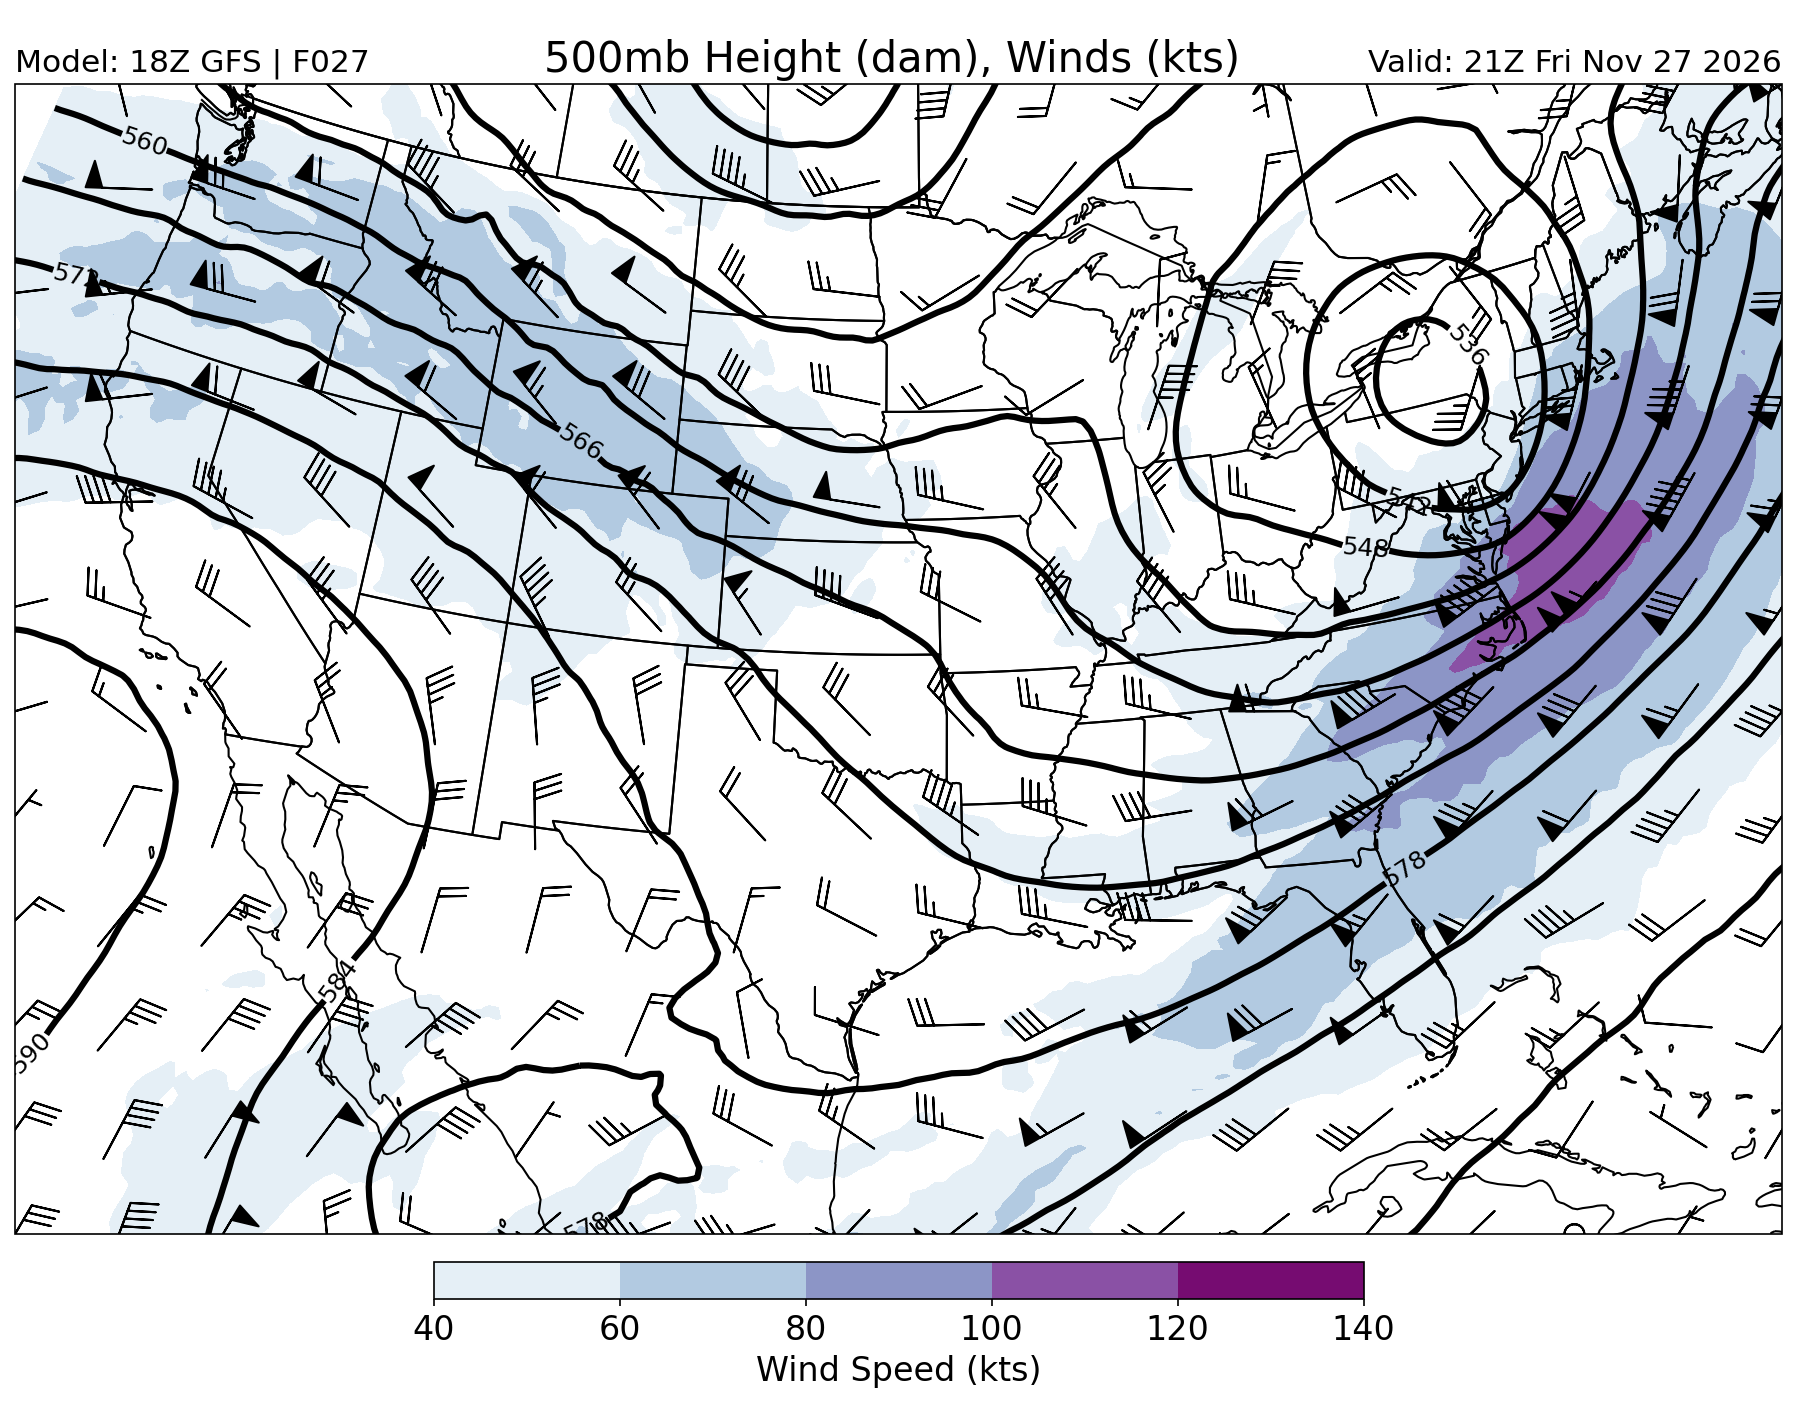 Model: 18Z GFS | F027
500mb Height (dam), Winds (kts)
Valid: 21Z Fri Nov 27 2026
560
536
566
542
548
578
584
590
578
40 60 80 100 120 140
Wind Speed (kts)